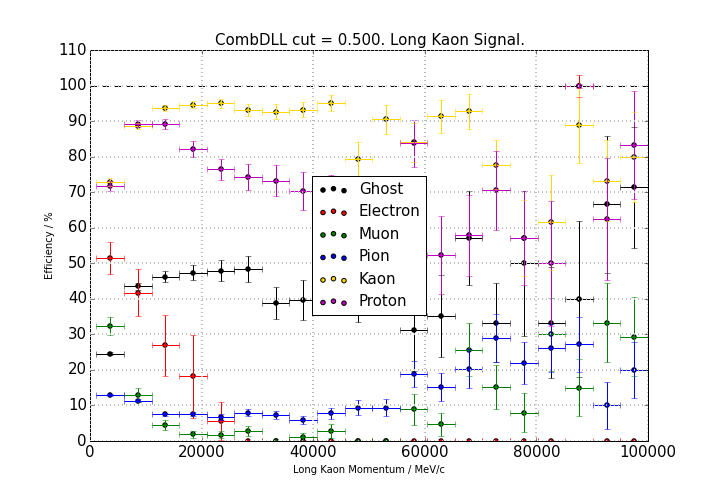 CombDLL cut = 0.500. Long Kaon Signal.
110
100
90
80
70
60
50
40
30
20
10
0
Efficiency / %
Ghost
Electron
Muon
Pion
Kaon
Proton
0 20000 40000 60000 80000 100000
Long Kaon Momentum / MeV/c